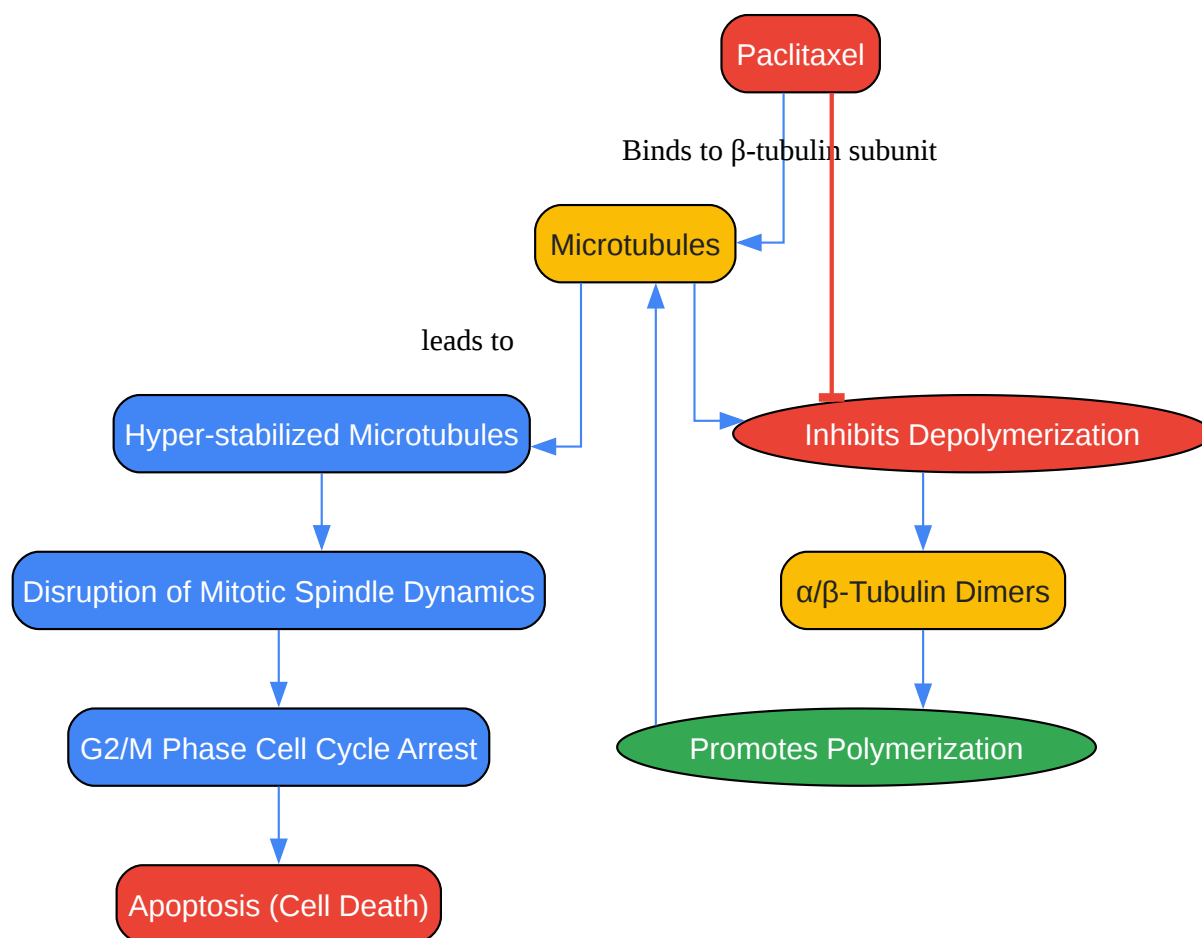 Paclitaxel
Binds to β-tubulin subunit
Microtubules
leads to
Hyper-stabilized Microtubules
Inhibits Depolymerization
Disruption of Mitotic Spindle Dynamics
α/β-Tubulin Dimers
G2/M Phase Cell Cycle Arrest
Promotes Polymerization
Apoptosis (Cell Death)